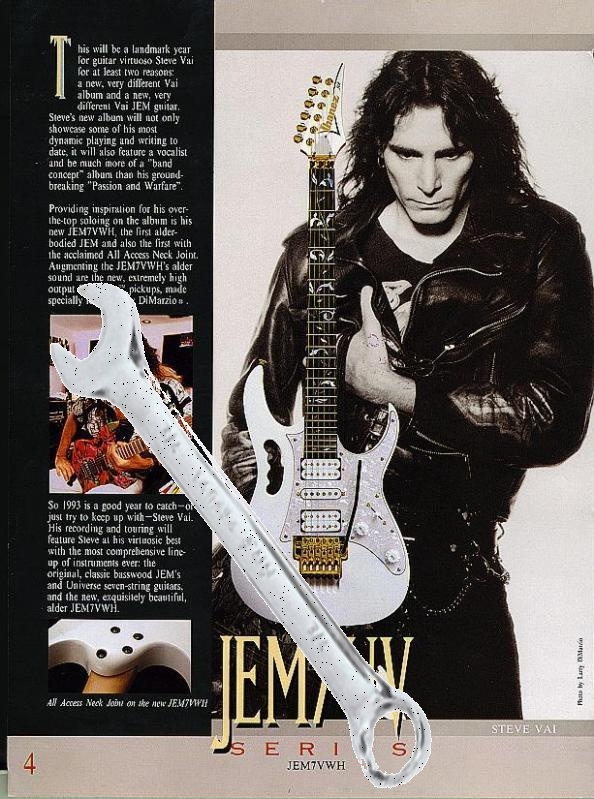 This will be a landmark year
for guitar virtuoso Steve Vai
for at least two reasons:
a new, very different Vai
album and a new, very
different Vai JEM guitar.
Steve's new album will not only
showcase some of his most
dynamic playing and writing to
date, it will also feature a vocalist
and be much more of a "band
concept" album than his ground-
breaking "Passion and Warfare".
Providing inspiration for his over-
the-top soloing on the album is his
new JEM7VWH, the first alder-
bodied JEM and also the first with
the acclaimed All Access Neck Joint.
Augmenting the JEM7VWH's alder
sound are the new, extremely high
output pickups, made
specially DiMarzio®.
So 1993 is a good year to catch—or
just try to keep up with—Steve Vai.
His recording and touring will
feature Steve at his virtuosic best
with the most comprehensive line-
up of instruments ever: the
original, classic basswood JEM's
and Universe seven-string guitars,
and the new, exquisitely beautiful,
alder JEM7VWH.
All Access Neck Joint on the new JEM7VWH
4
Ibanez
JEM7 V
SERI S
JEM7VWH
STEVE VAI
Photo by Larry DiMarzio